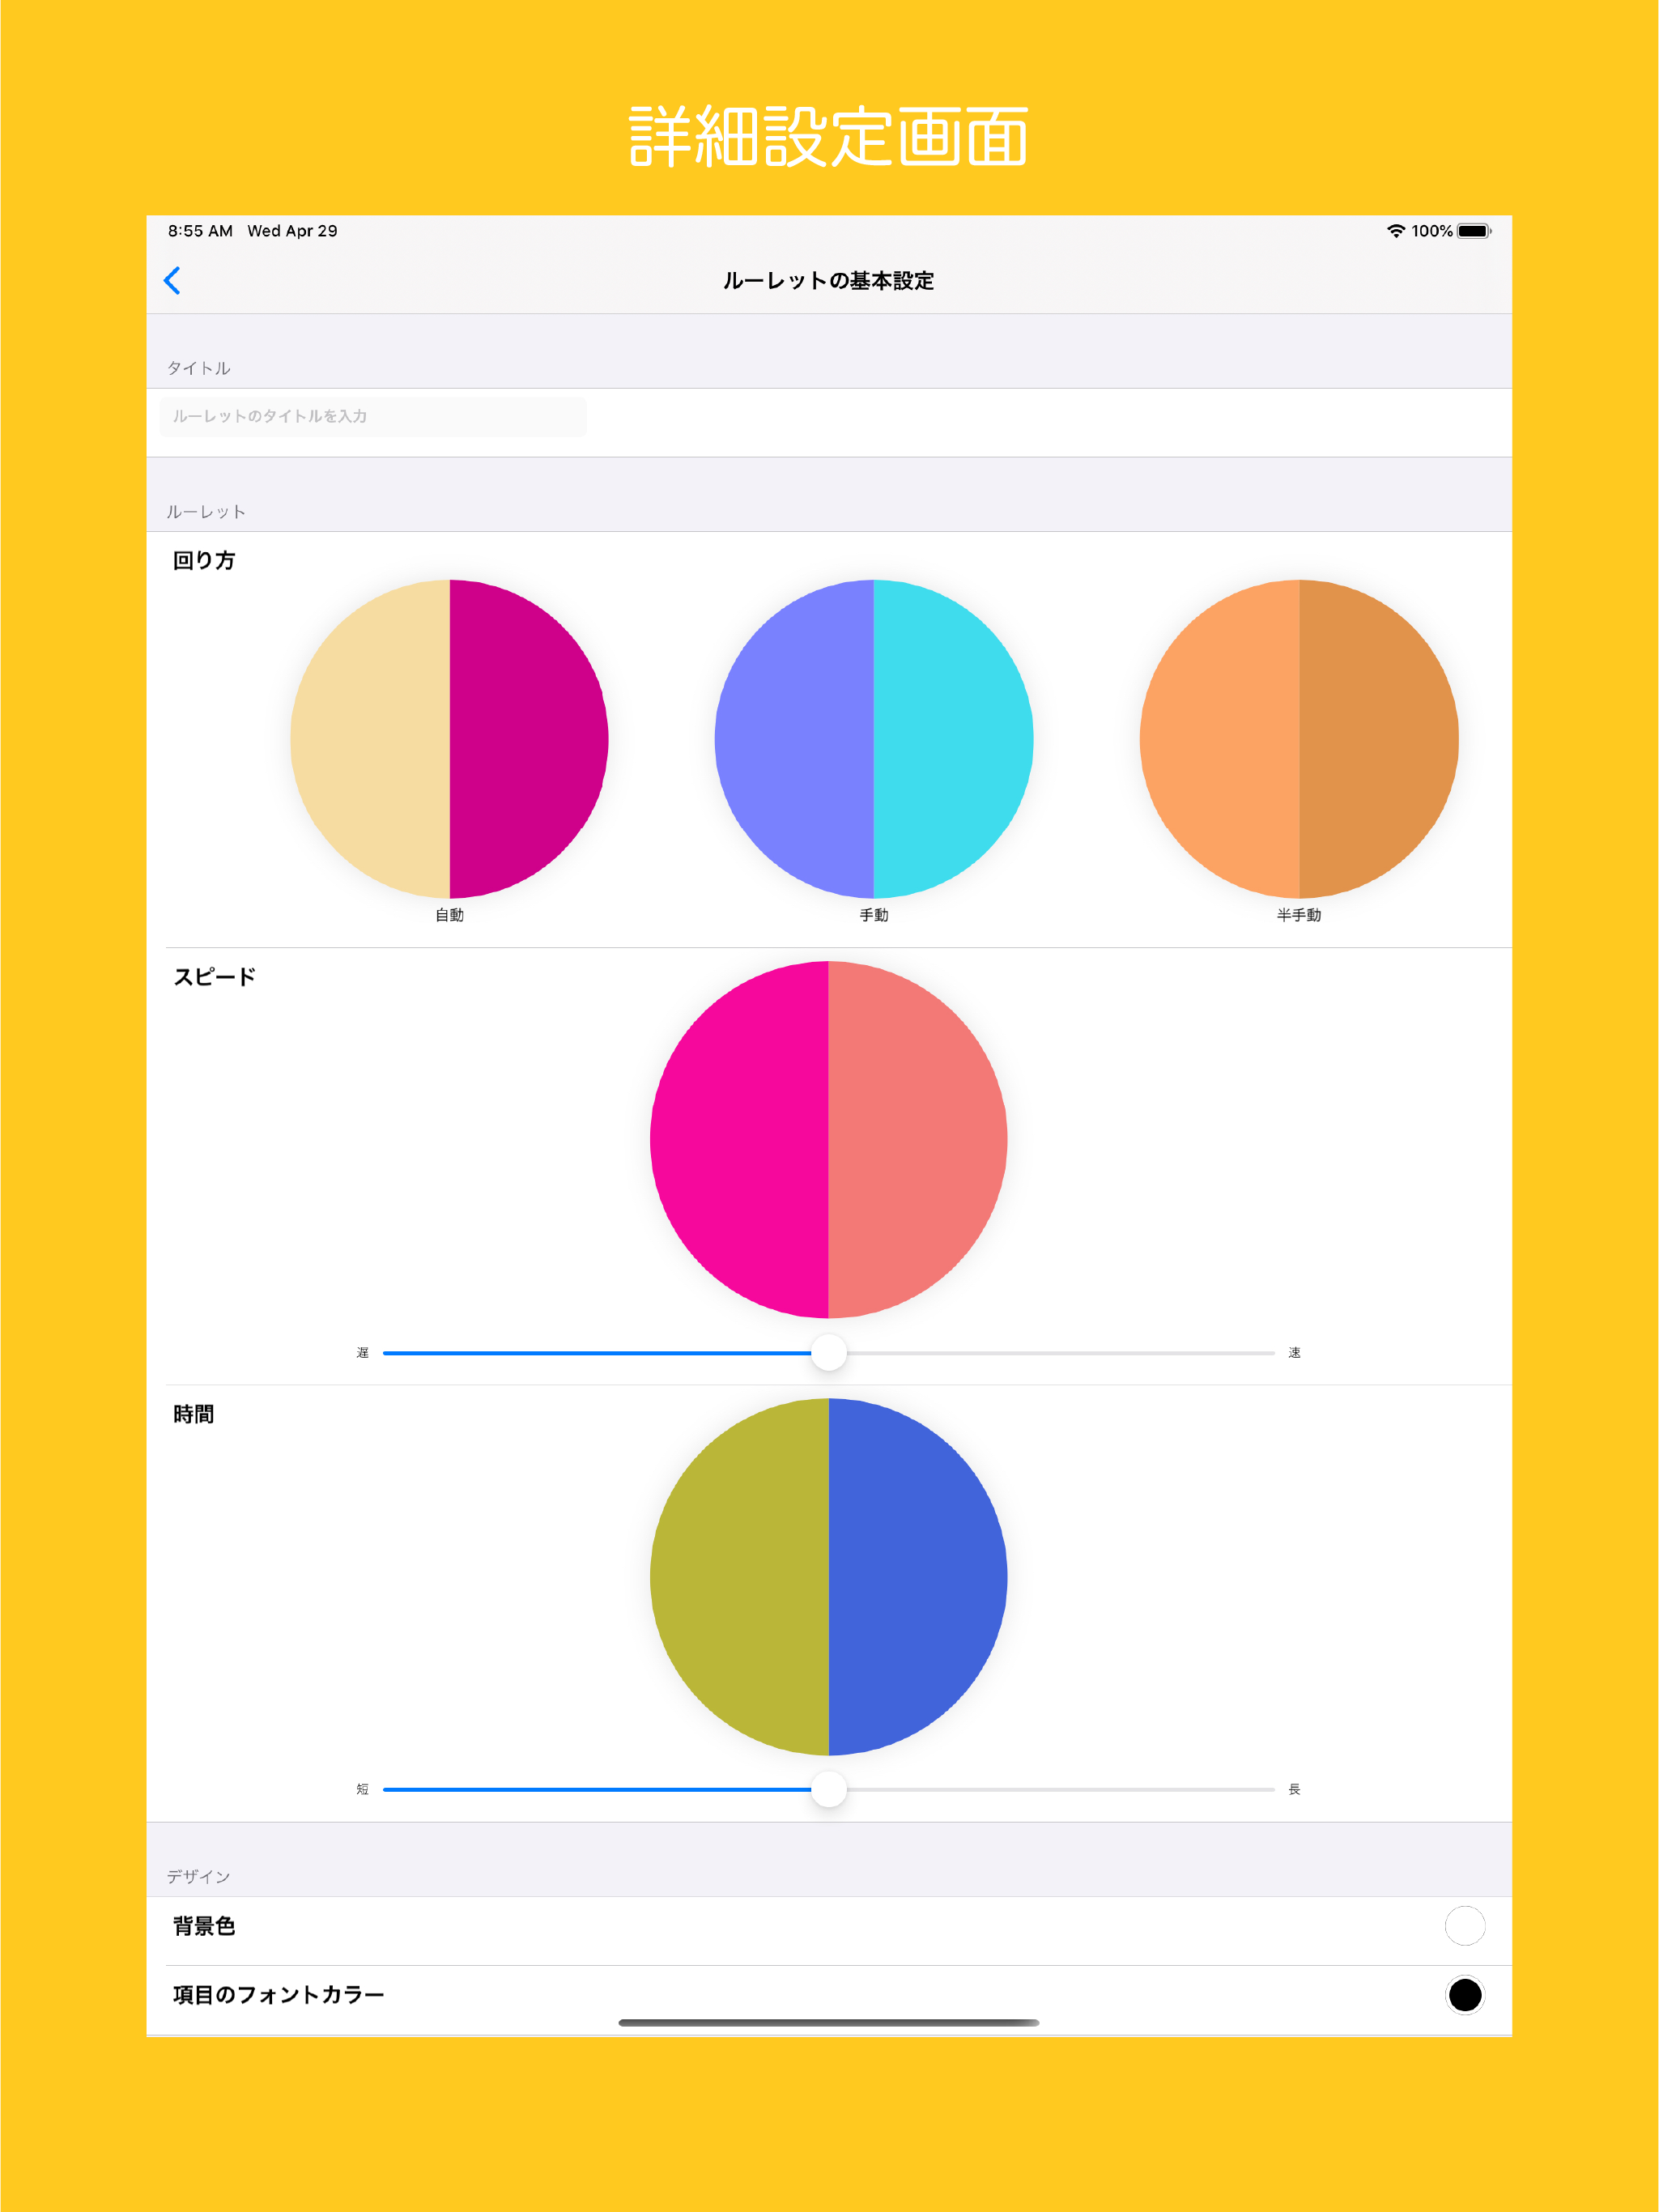 詳細設定画面
8:55 AM Wed Apr 29
100%
ルーレットの基本設定
タイトル
ルーレットのタイトルを入力
ルーレット
回り方
自動 手動 半手動
スピード
遅 速
時間
短 長
デザイン
背景色
項目のフォントカラー